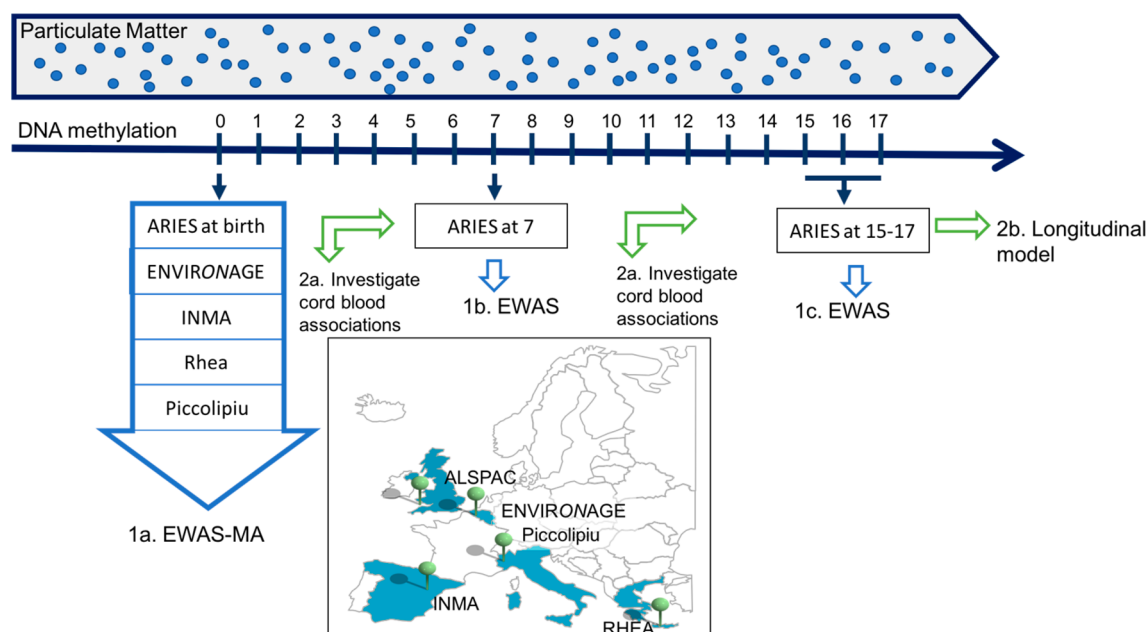 Particulate Matter
DNA methylation
0 1 2 3 4 5 6 7 8 9 10 11 12 13 14 15 16 17
ARIES at birth
ENVIRONAGE
INMA
Rhea
Piccolipiu
1a. EWAS-MA
2a. Investigate
cord blood
associations
ARIES at 7
1b. EWAS
2a. Investigate
cord blood
associations
ARIES at 15-17
1c. EWAS
2b. Longitudinal
model
ALSPAC
ENVIRONAGE
Piccolipiu
INMA
RHEA